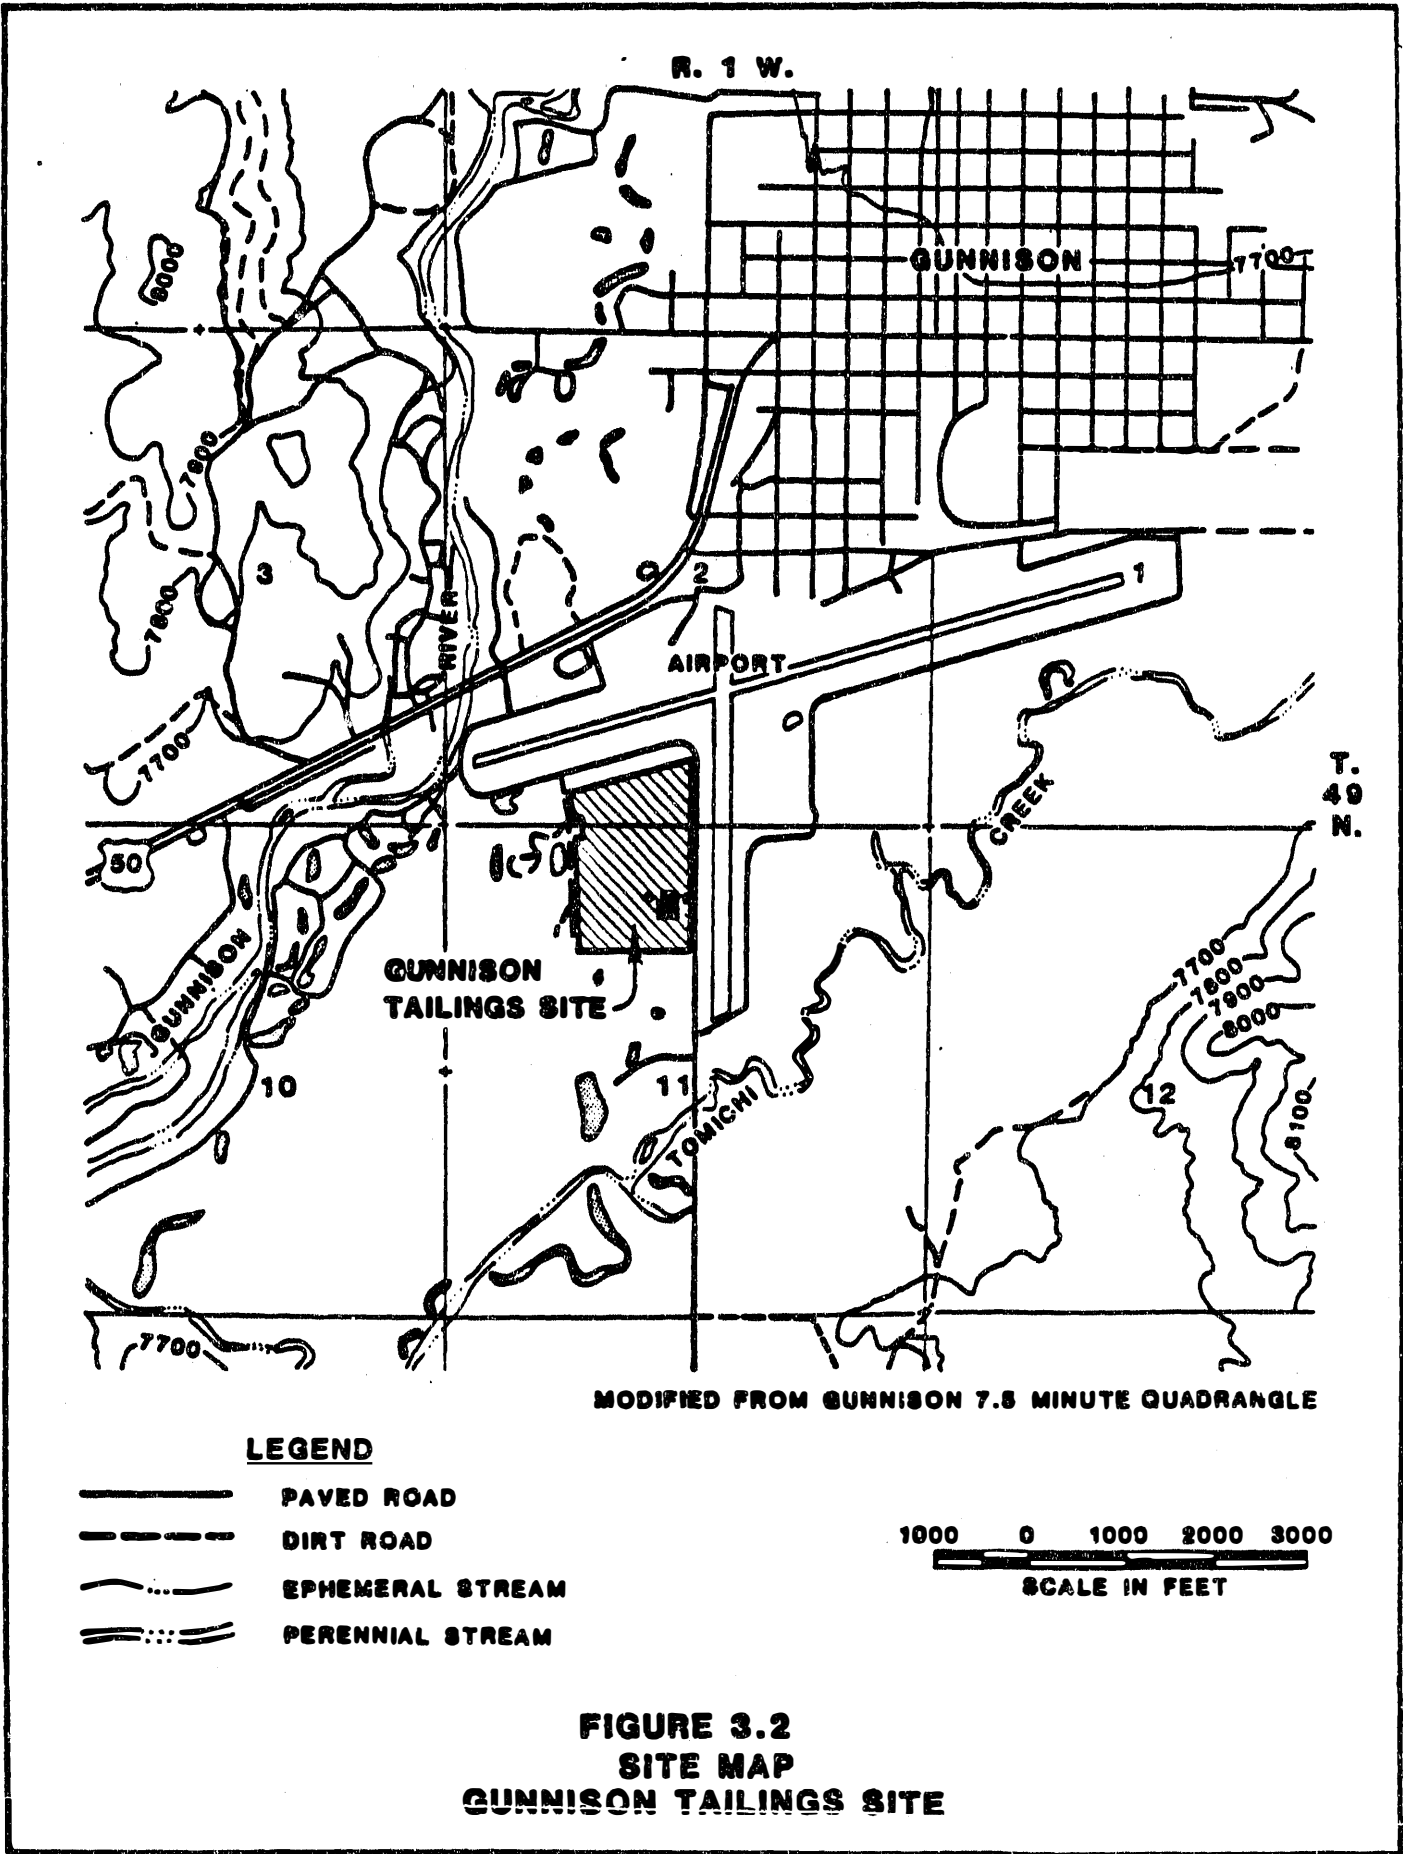 R. 1 W.
8000
GUNNISON
7700
7800
3
2
1
7800
RIVER
AIRPORT
7700
T.
49
N.
CREEK
50
GUNNISON
GUNNISON
TAILINGS SITE
7700
7800
7900
8000
10
11
12
TOMICHI
8100
7700
MODIFIED FROM GUNNISON 7.5 MINUTE QUADRANGLE
LEGEND
PAVED ROAD
DIRT ROAD
EPHEMERAL STREAM
PERENNIAL STREAM
1000 0 1000 2000 3000
SCALE IN FEET
FIGURE 3.2
SITE MAP
GUNNISON TAILINGS SITE